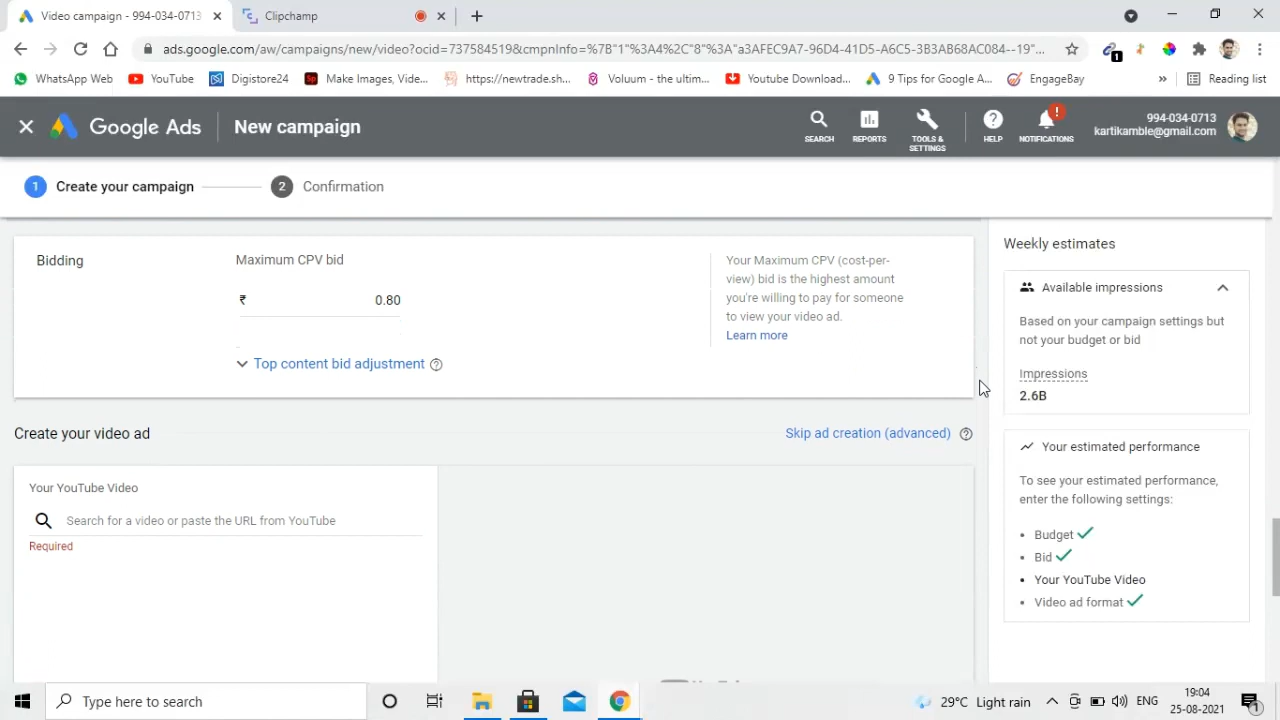 Video campaign - 994-034-0713
Clipchamp
ads.google.com/aw/campaigns/new/video?ocid=737584519&cmpnInfo=%7B"1"%3A4%2C"8"%3A"a3AFEC9A7-96D4-41D5-A6C5-3B3AB68AC084--19"...
1
WhatsApp Web
YouTube
Digistore24
Sp
Make Images, Vide...
https://newtrade.sh...
Voluum - the ultim...
Youtube Download...
9 Tips for Google A...
EngageBay
»
Reading list
Google Ads
New campaign
SEARCH
REPORTS
TOOLS &
SETTINGS
HELP
!
NOTIFICATIONS
994-034-0713
kartikamble@gmail.com
1 Create your campaign
2 Confirmation
Bidding
Maximum CPV bid
₹ 0.80
Top content bid adjustment
Your Maximum CPV (cost-per-
view) bid is the highest amount
you're willing to pay for someone
to view your video ad.
Learn more
Create your video ad
Skip ad creation (advanced)
Your YouTube Video
Search for a video or paste the URL from YouTube
Required
Weekly estimates
Available impressions
Based on your campaign settings but
not your budget or bid
Impressions
2.6B
Your estimated performance
To see your estimated performance,
enter the following settings:
• Budget
• Bid
• Your YouTube Video
• Video ad format
Type here to search
29°C Light rain
ENG
19:04
25-08-2021
1